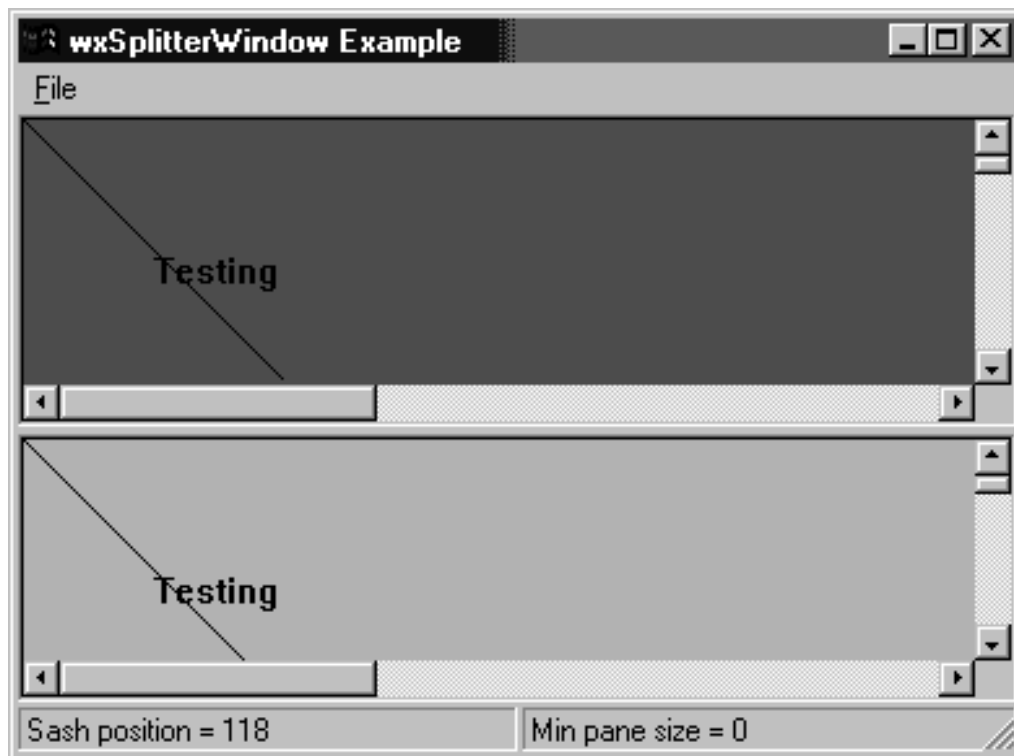 wxSplitterWindow Example
File
Testing
Testing
Sash position = 118
Min pane size = 0